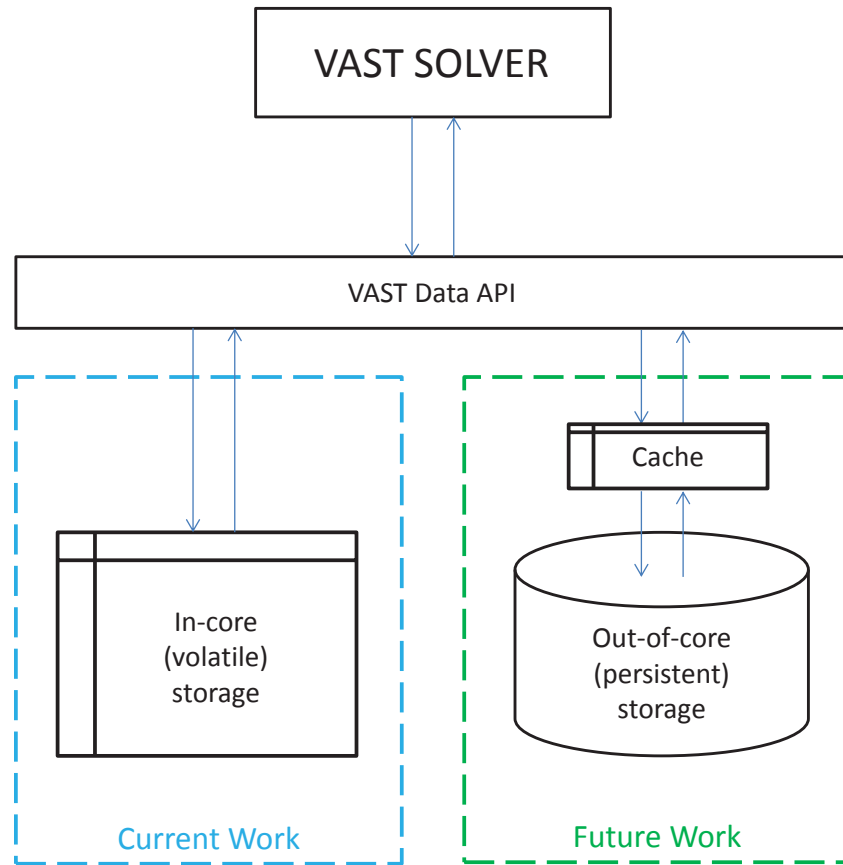 VAST SOLVER
VAST Data API
In-core
(volatile)
storage
Current Work
Cache
Out-of-core
(persistent)
storage
Future Work